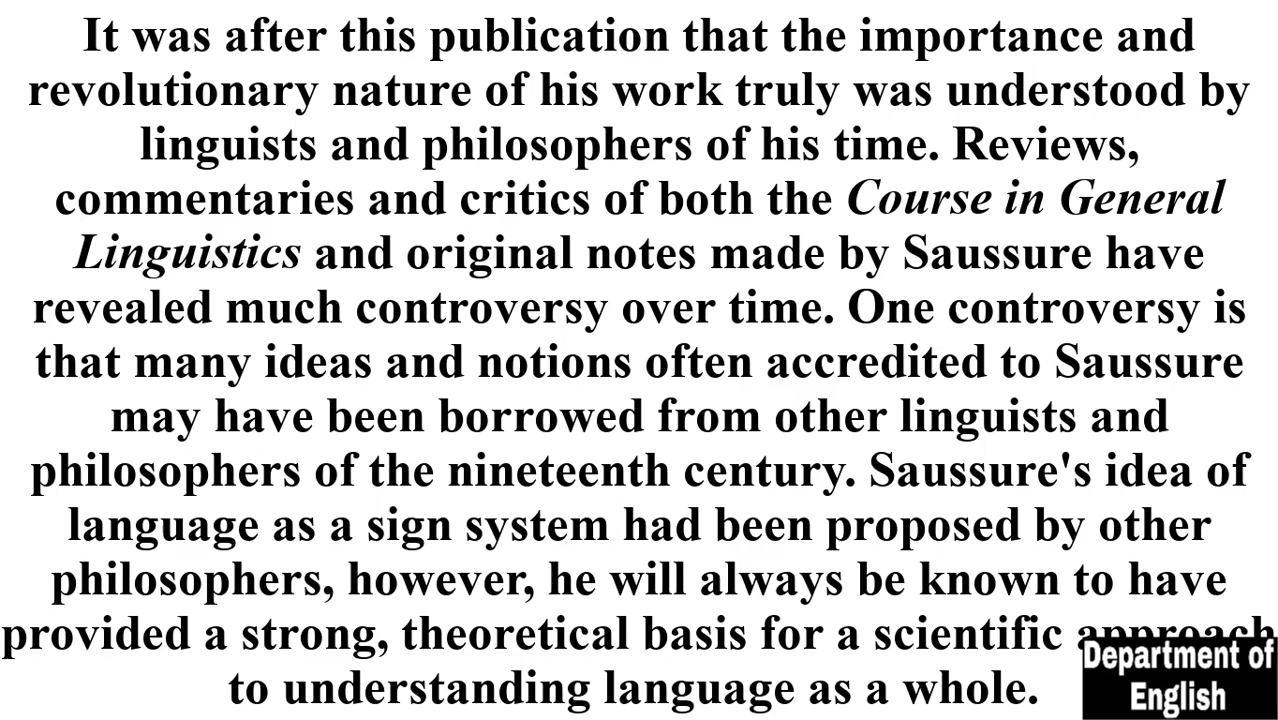 It was after this publication that the importance and
revolutionary nature of his work truly was understood by
linguists and philosophers of his time. Reviews,
commentaries and critics of both the Course in General
Linguistics and original notes made by Saussure have
revealed much controversy over time. One controversy is
that many ideas and notions often accredited to Saussure
may have been borrowed from other linguists and
philosophers of the nineteenth century. Saussure's idea of
language as a sign system had been proposed by other
philosophers, however, he will always be known to have
provided a strong, theoretical basis for a scientific approach
to understanding language as a whole.
Department of
English